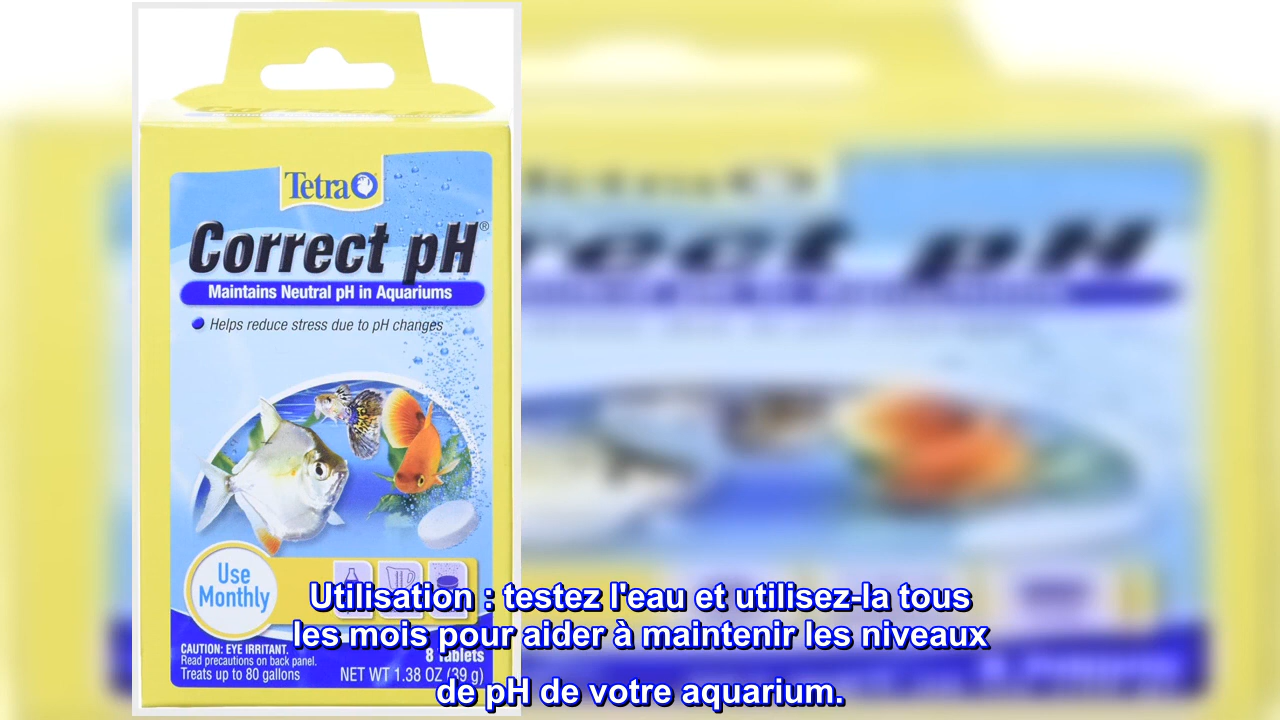 Tetra
Correct pH®
Maintains Neutral pH in Aquariums
Helps reduce stress due to pH changes
Use
Monthly
CAUTION: EYE IRRITANT.
Read precautions on back panel.
Treats up to 80 gallons
8 Tablets
NET WT 1.38 OZ (39 g)
Utilisation : testez l'eau et utilisez-la tous
les mois pour aider à maintenir les niveaux
de pH de votre aquarium.